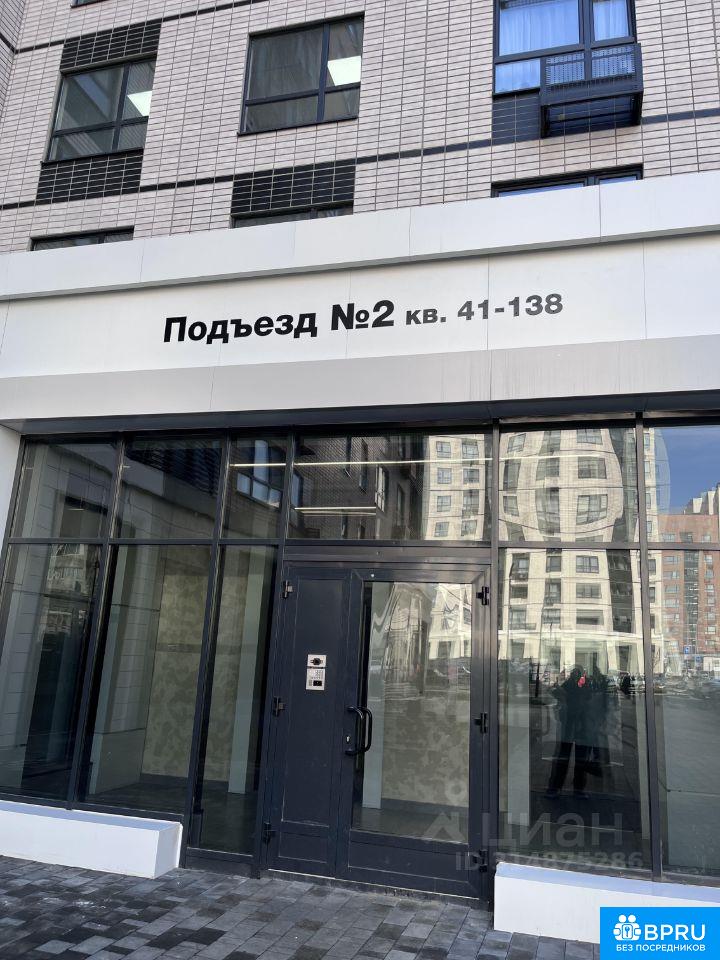 Подъезд №2 кв. 41-138
циан
BPRU
БЕЗ ПОСРЕДНИКОВ